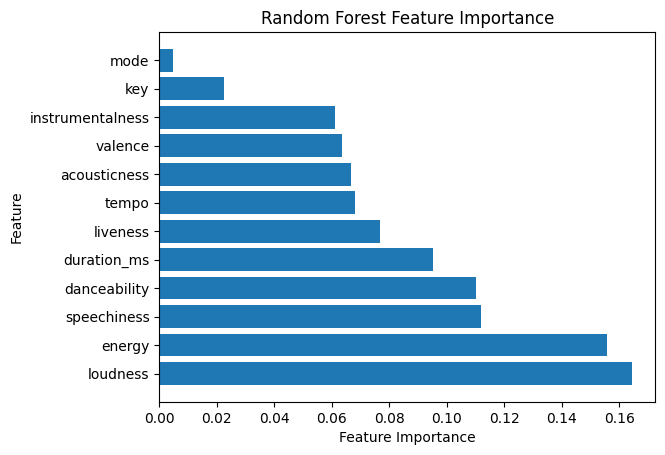 Random Forest Feature Importance
Feature
mode
key
instrumentalness
valence
acousticness
tempo
liveness
duration_ms
danceability
speechiness
energy
loudness
0.00 0.02 0.04 0.06 0.08 0.10 0.12 0.14 0.16
Feature Importance